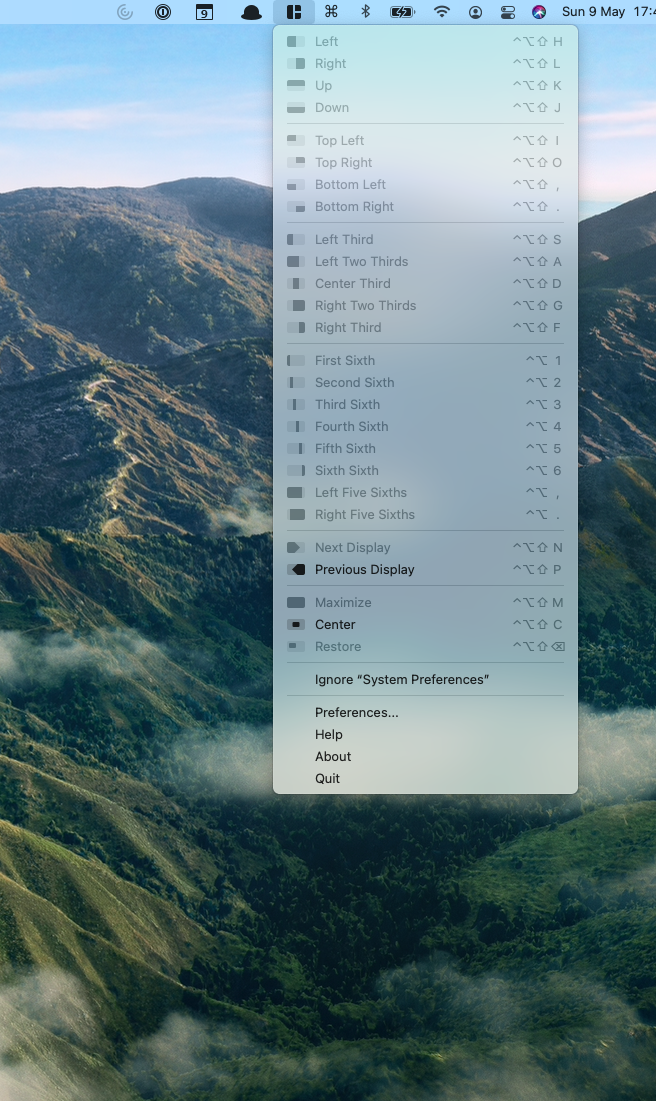 9 Sun 9 May
Left ^⌥⇧ H
Right ^⌥⇧ L
Up ^⌥⇧ K
Down ^⌥⇧ J
Top Left ^⌥⇧ I
Top Right ^⌥⇧ O
Bottom Left ^⌥⇧ ,
Bottom Right ^⌥⇧ .
Left Third ^⌥⇧ S
Left Two Thirds ^⌥⇧ A
Center Third ^⌥⇧ D
Right Two Thirds ^⌥⇧ G
Right Third ^⌥⇧ F
First Sixth ^⌥ 1
Second Sixth ^⌥ 2
Third Sixth ^⌥ 3
Fourth Sixth ^⌥ 4
Fifth Sixth ^⌥ 5
Sixth Sixth ^⌥ 6
Left Five Sixths ^⌥ ,
Right Five Sixths ^⌥ .
Next Display ^⌥⇧ N
Previous Display ^⌥⇧ P
Maximize ^⌥⇧ M
Center ^⌥⇧ C
Restore ^⌥⇧ ⌫
Ignore “System Preferences”
Preferences...
Help
About
Quit